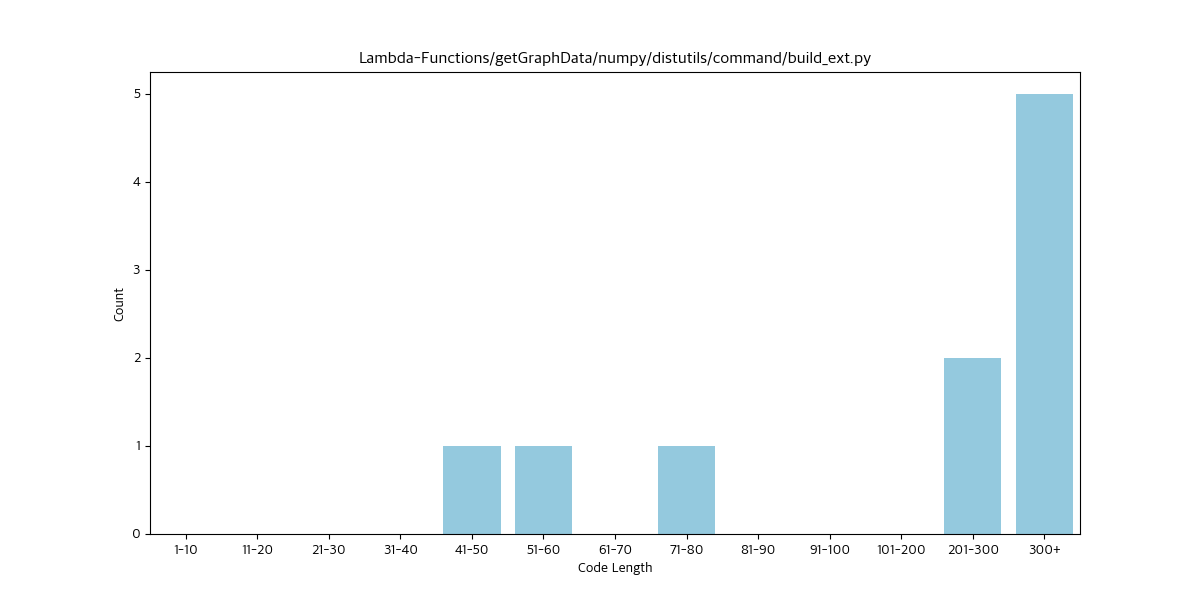 Lambda-Functions/getGraphData/numpy/distutils/command/build_ext.py
5
4
3
2
1
0
Count
1-10 11-20 21-30 31-40 41-50 51-60 61-70 71-80 81-90 91-100 101-200 201-300 300+
Code Length